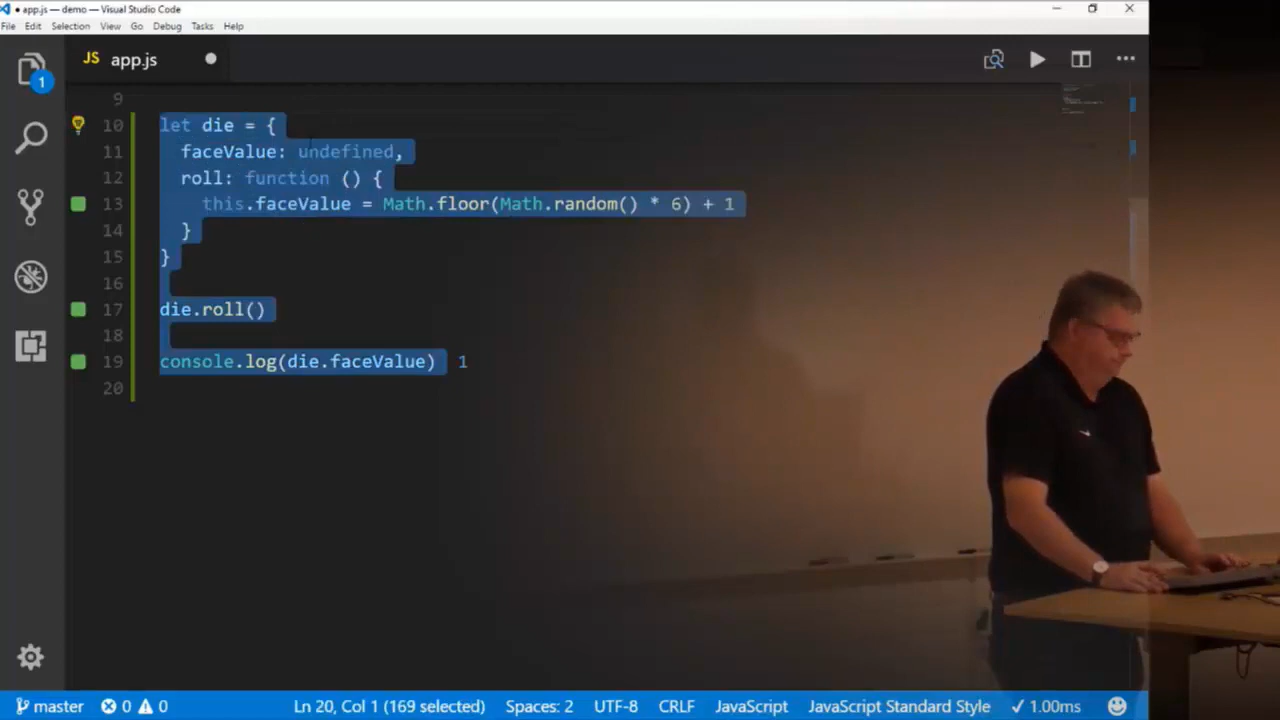 app.js — demo — Visual Studio Code
File Edit Selection View Go Debug Tasks Help
JS app.js
1
9
10 let die = {
11 faceValue: undefined,
12 roll: function () {
13 this.faceValue = Math.floor(Math.random() * 6) + 1
14 }
15 }
16
17 die.roll()
18
19 console.log(die.faceValue) 1
20
master 0 0 Ln 20, Col 1 (169 selected) Spaces: 2 UTF-8 CRLF JavaScript JavaScript Standard Style ✓ 1.00ms